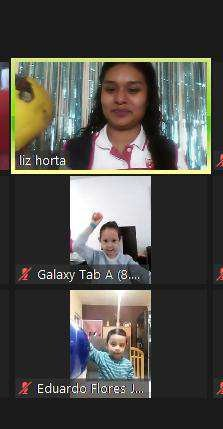 liz horta
Galaxy Tab A (8....
Eduardo Flores J...